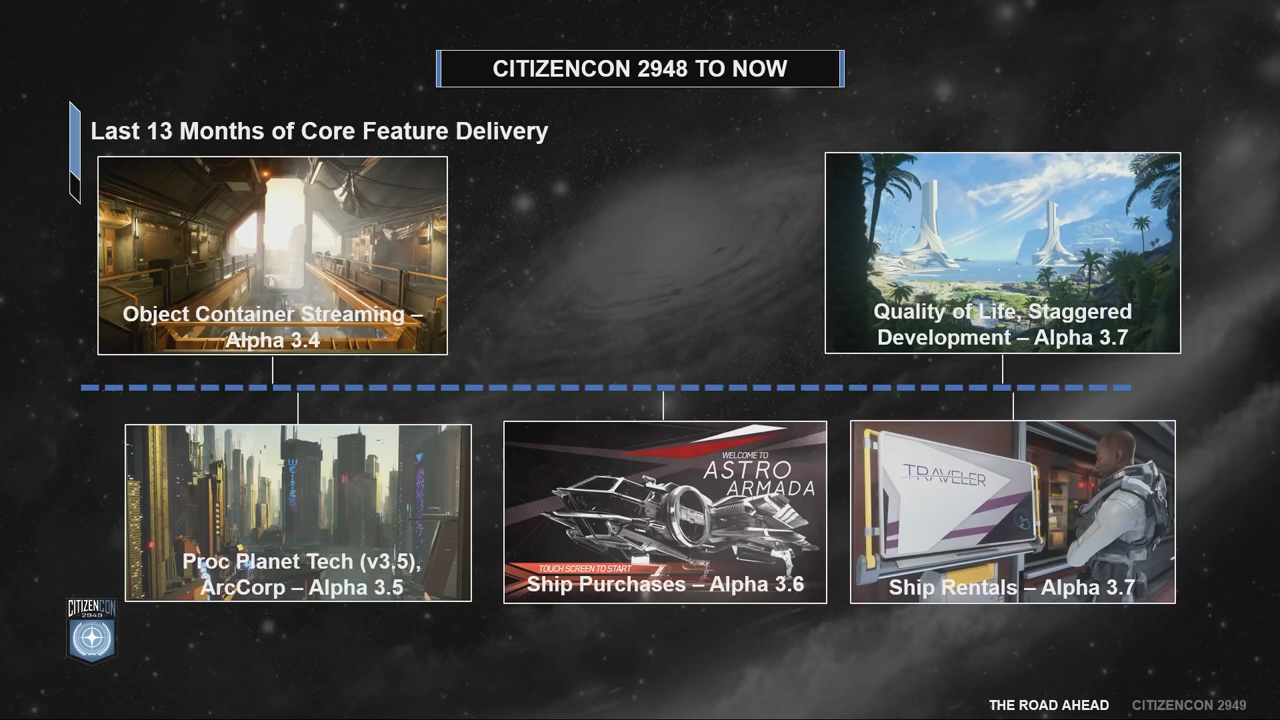 CITIZENCON 2948 TO NOW
Last 13 Months of Core Feature Delivery
Object Container Streaming –
Alpha 3.4
Quality of Life, Staggered
Development – Alpha 3.7
Proc Planet Tech (v3,5),
ArcCorp – Alpha 3.5
WELCOME TO
ASTRO
ARMADA
TOUCH SCREEN TO START
Ship Purchases – Alpha 3.6
TRAVELER
Ship Rentals – Alpha 3.7
CITIZENCON
2949
THE ROAD AHEAD CITIZENCON 2949